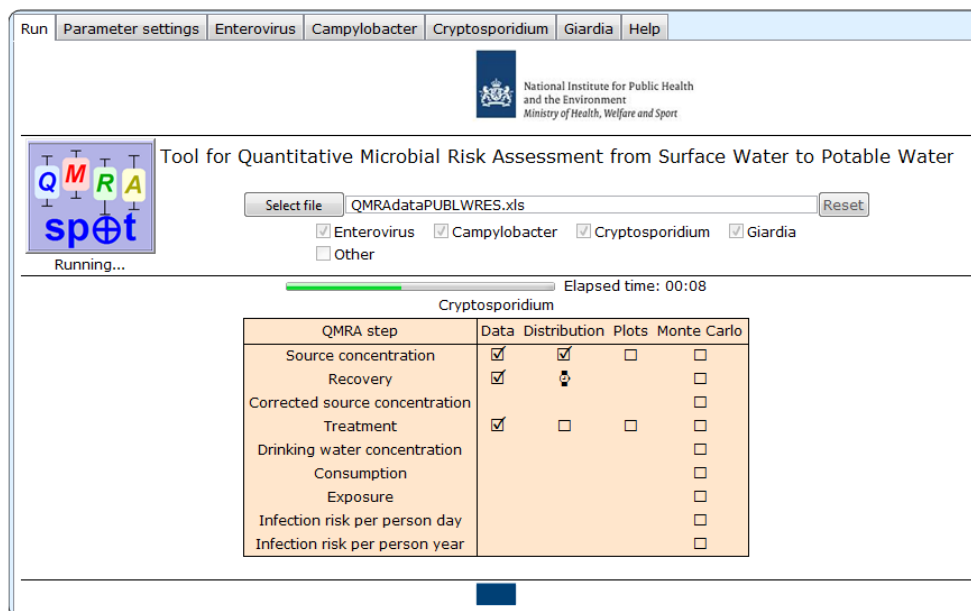 Run Parameter settings Enterovirus Campylobacter Cryptosporidium Giardia Help
National Institute for Public Health
and the Environment
Ministry of Health, Welfare and Sport
Q M R A
spot
Running...
Tool for Quantitative Microbial Risk Assessment from Surface Water to Potable Water
Select file QMRAdataPUBLWRES.xls Reset
Enterovirus Campylobacter Cryptosporidium Giardia
Other
Elapsed time: 00:08
Cryptosporidium
QMRA step Data Distribution Plots Monte Carlo
Source concentration
Recovery
Corrected source concentration
Treatment
Drinking water concentration
Consumption
Exposure
Infection risk per person day
Infection risk per person year